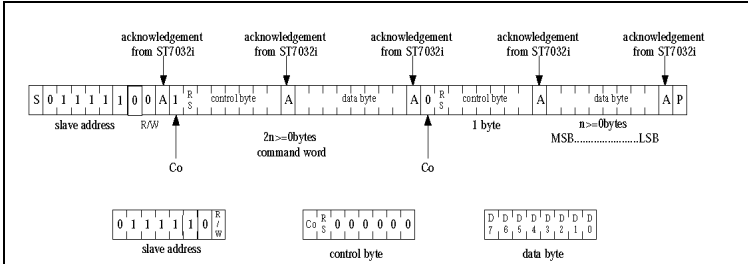 acknowledgement from ST7032i
acknowledgement from ST7032i
acknowledgement from ST7032i
acknowledgement from ST7032i
acknowledgement from ST7032i
S 0 1 1 1 1 1 0 0 A 1 RS control byte A data byte A 0 RS control byte A data byte A P
slave address R/W 2n>=0bytes 1 byte n>=0bytes
command word MSB......................LSB
Co Co
0 1 1 1 1 1 0 R/W Co RS 0 0 0 0 0 0 D7 D6 D5 D4 D3 D2 D1 D0
slave address control byte data byte